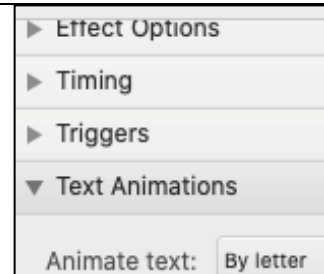 Effect Options
Timing
Triggers
Text Animations
Animate text: By letter